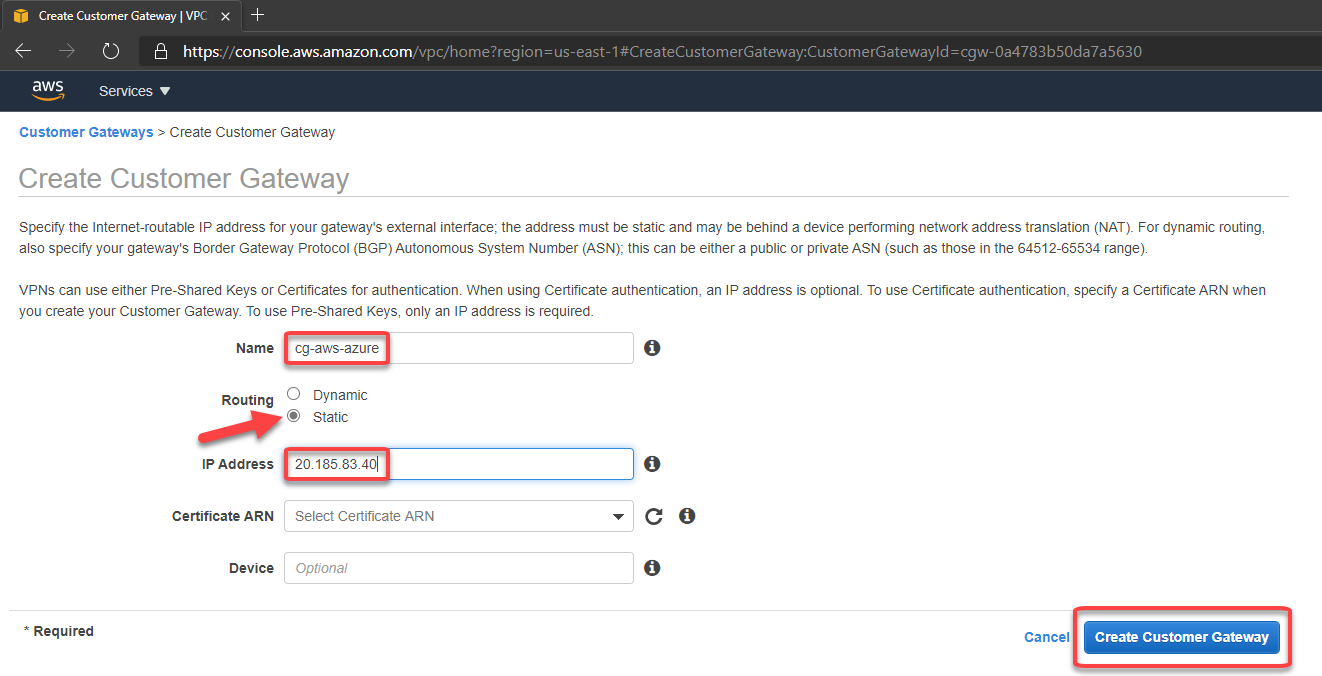 Create Customer Gateway | VPC
https://console.aws.amazon.com/vpc/home?region=us-east-1#CreateCustomerGateway:CustomerGatewayId=cgw-0a4783b50da7a5630
aws
Services
Customer Gateways > Create Customer Gateway
Create Customer Gateway
Specify the Internet-routable IP address for your gateway's external interface; the address must be static and may be behind a device performing network address translation (NAT). For dynamic routing,
also specify your gateway's Border Gateway Protocol (BGP) Autonomous System Number (ASN); this can be either a public or private ASN (such as those in the 64512-65534 range).
VPNs can use either Pre-Shared Keys or Certificates for authentication. When using Certificate authentication, an IP address is optional. To use Certificate authentication, specify a Certificate ARN when
you create your Customer Gateway. To use Pre-Shared Keys, only an IP address is required.
Name cg-aws-azure
Routing Dynamic
Static
IP Address 20.185.83.40
Certificate ARN Select Certificate ARN
Device Optional
* Required
Cancel Create Customer Gateway